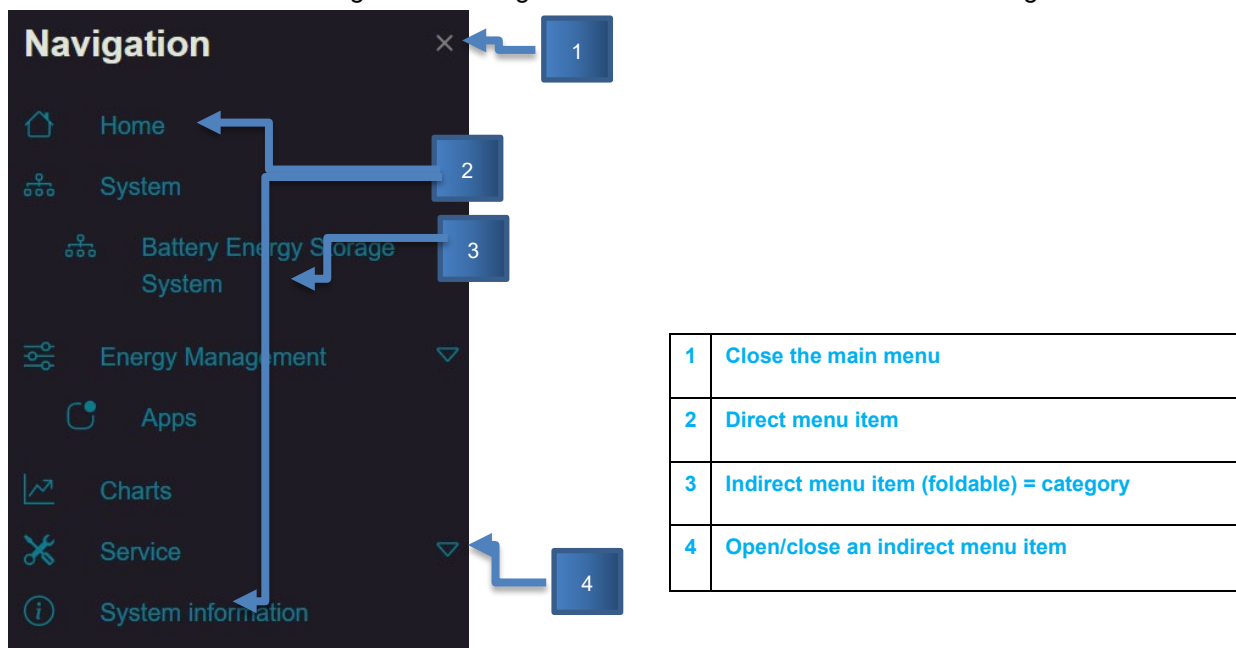 Navigation
1
Home
2
System
3
Battery Energy Storage
System
Energy Management
Apps
Charts
Service
4
System information
1 Close the main menu
2 Direct menu item
3 Indirect menu item (foldable) = category
4 Open/close an indirect menu item